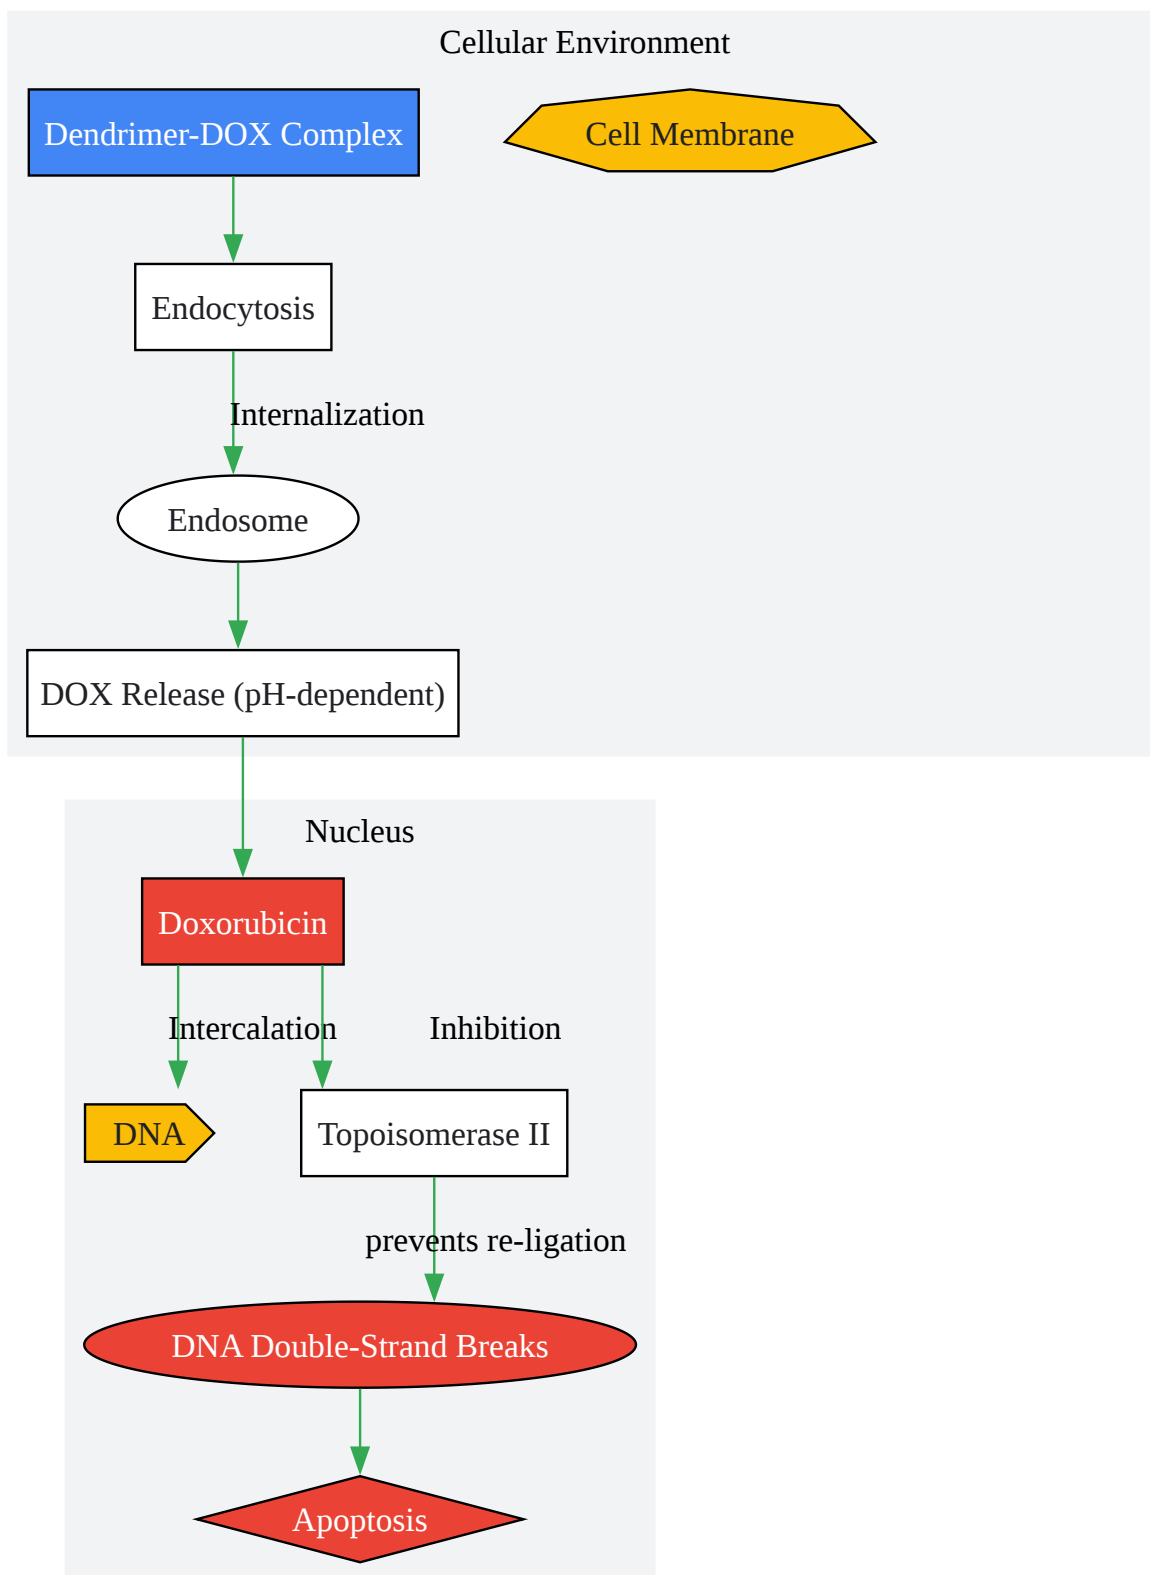 Cellular Environment
Dendrimer-DOX Complex
Cell Membrane
Endocytosis
Internalization
Endosome
DOX Release (pH-dependent)
Nucleus
Doxorubicin
Intercalation
Inhibition
DNA
Topoisomerase II
prevents re-ligation
DNA Double-Strand Breaks
Apoptosis